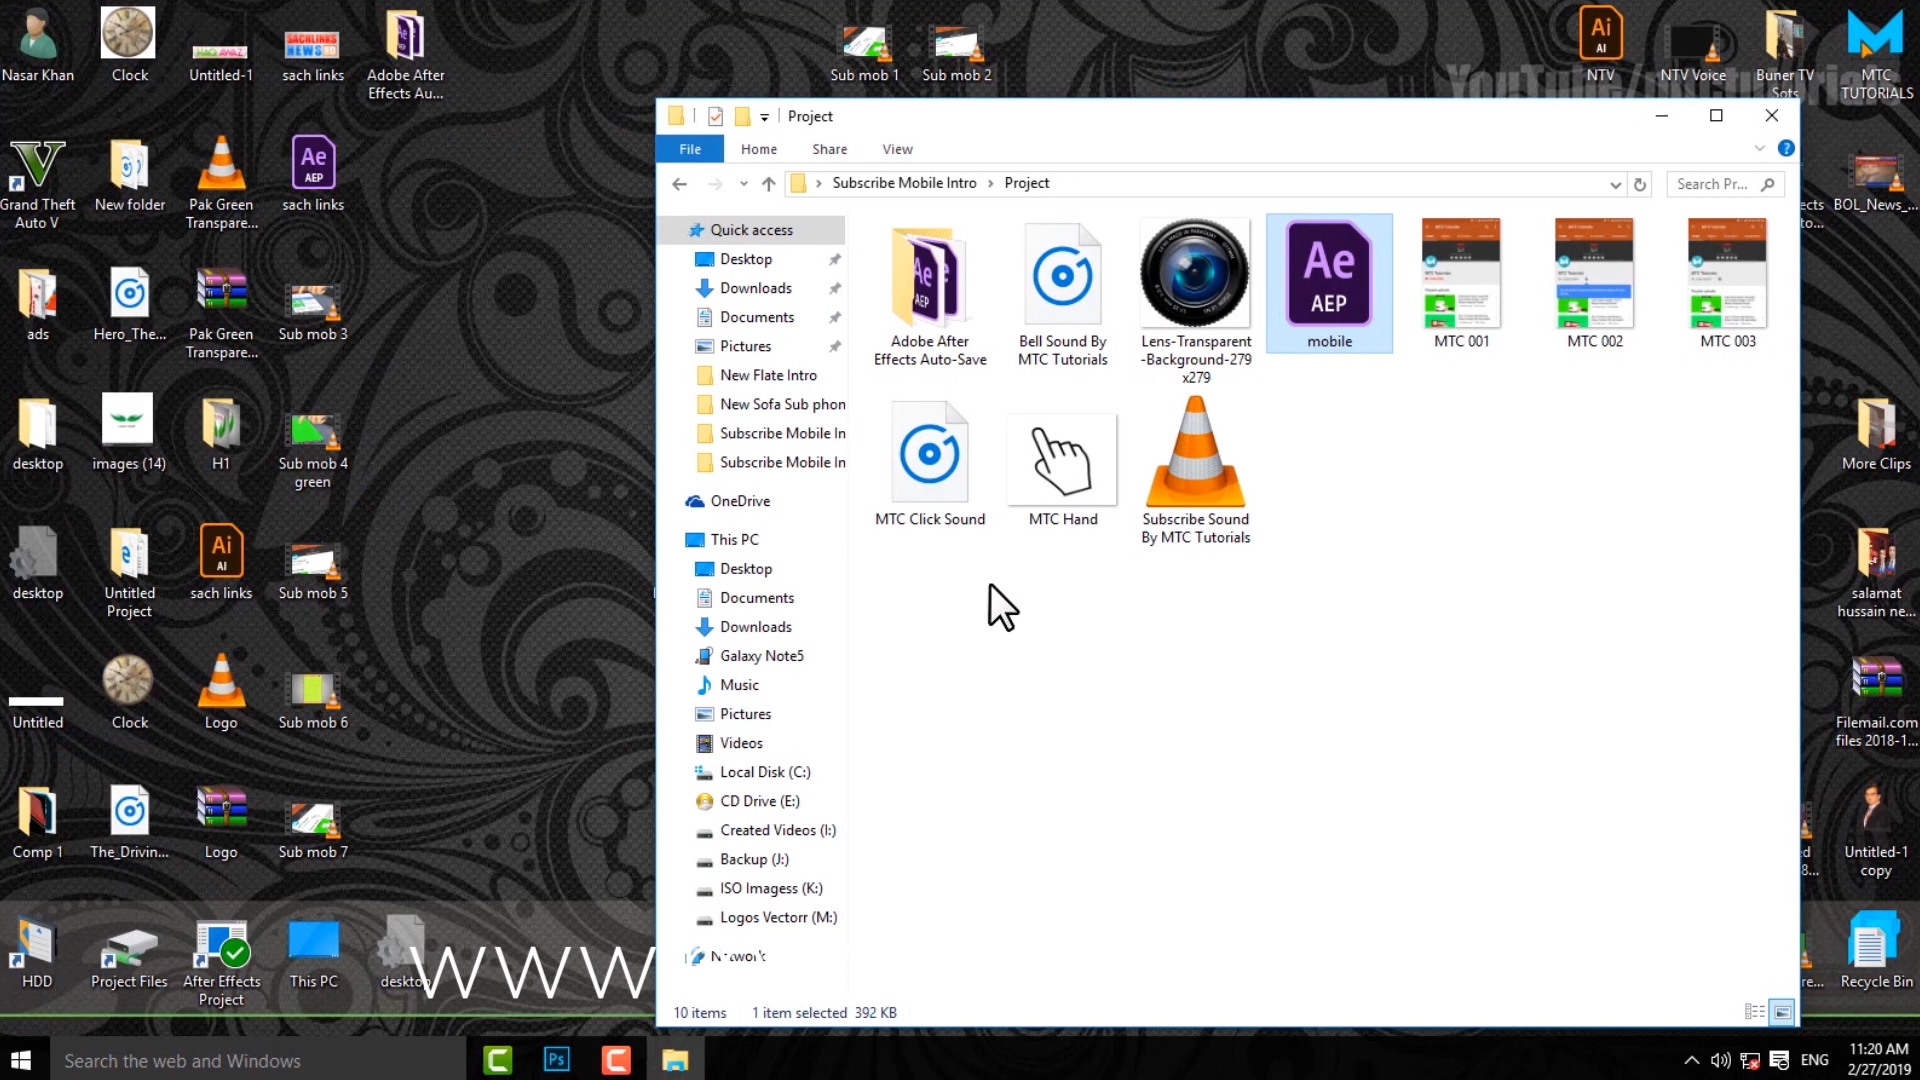 Nasar Khan
Clock
Untitled-1
sach links
Adobe After
Effects Au...
Sub mob 1
Sub mob 2
NTV
NTV Voice
Buner TV
Sots
MTC
TUTORIALS
Project
File
Home
Share
View
Subscribe Mobile Intro
Project
Search Pr...
Grand Theft
Auto V
New folder
Pak Green
Transpare...
sach links
BOL_News_...
Quick access
Desktop
Downloads
Documents
Pictures
New Flate Intro
New Sofa Sub phon
Subscribe Mobile In
Subscribe Mobile In
OneDrive
This PC
Desktop
Documents
Downloads
Galaxy Note5
Music
Pictures
Videos
Local Disk (C:)
CD Drive (E:)
Created Videos (I:)
Backup (J:)
ISO Imagess (K:)
Logos Vectorr (M:)
Adobe After
Effects Auto-Save
Bell Sound By
MTC Tutorials
Lens-Transparent
-Background-279
x279
Ae
AEP
mobile
MTC 001
MTC 002
MTC 003
MTC Click Sound
MTC Hand
Subscribe Sound
By MTC Tutorials
ads
Hero_The...
Pak Green
Transpare...
Sub mob 3
desktop
images (14)
H1
Sub mob 4
green
More Clips
desktop
Untitled
Project
Ai
AI
sach links
Sub mob 5
salamat
hussain ne...
Untitled
Clock
Logo
Sub mob 6
Filemail.com
files 2018-1...
Comp 1
The_Drivin...
Logo
Sub mob 7
Untitled-1
copy
HDD
Project Files
After Effects
Project
This PC
desktop
WWW
Recycle Bin
10 items
1 item selected 392 KB
Search the web and Windows
Ps
ENG
11:20 AM
2/27/2019